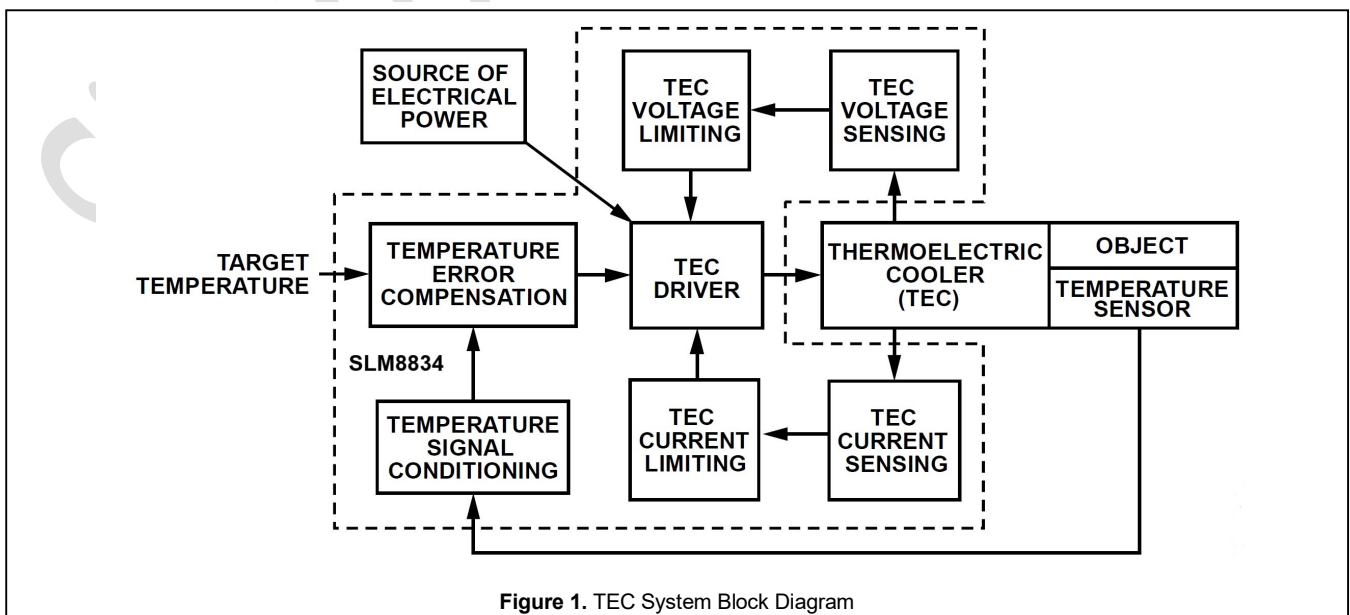 SOURCE OF
ELECTRICAL
POWER
TEC
VOLTAGE
LIMITING
TEC
VOLTAGE
SENSING
TARGET
TEMPERATURE
TEMPERATURE
ERROR
COMPENSATION
TEC
DRIVER
THERMOELECTRIC
COOLER
(TEC)
OBJECT
TEMPERATURE
SENSOR
SLM8834
TEMPERATURE
SIGNAL
CONDITIONING
TEC
CURRENT
LIMITING
TEC
CURRENT
SENSING
Figure 1. TEC System Block Diagram